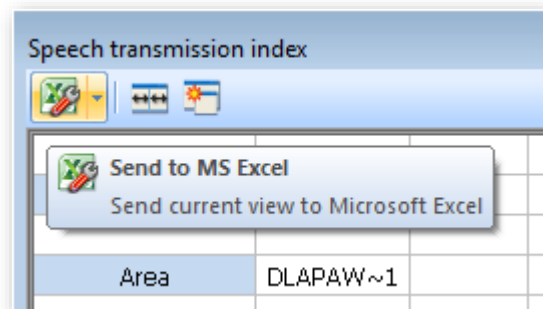 Speech transmission index
Send to MS Excel
Send current view to Microsoft Excel
Area DLAPAW~1